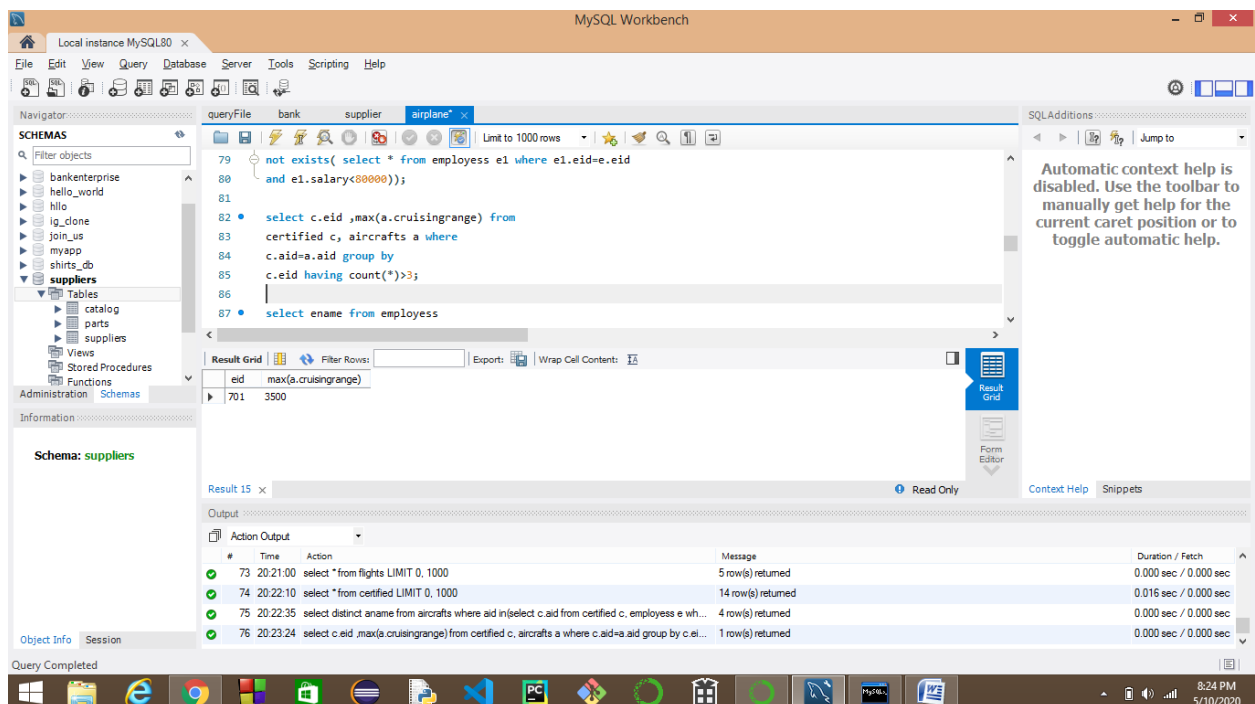 MySQL Workbench
Local instance MySQL80
File Edit View Query Database Server Tools Scripting Help
Navigator
SCHEMAS
Filter objects
bankenterprise
hello_world
hllo
ig_clone
join_us
myapp
shirts_db
suppliers
Tables
catalog
parts
suppliers
Views
Stored Procedures
Functions
Administration Schemas
Information
Schema: suppliers
Object Info Session
queryFile bank supplier airplane*
Limit to 1000 rows
79 not exists( select * from employess e1 where e1.eid=e.eid
80 and e1.salary<80000));
81
82 select c.eid ,max(a.cruisingrange) from
83 certified c, aircrafts a where
84 c.aid=a.aid group by
85 c.eid having count(*)>3;
86
87 select ename from employess
Result Grid Filter Rows: Export: Wrap Cell Content:
eid max(a.cruisingrange)
701 3500
Result Grid
Form Editor
Result 15 Read Only
SQLAdditions
Jump to
Automatic context help is
disabled. Use the toolbar to
manually get help for the
current caret position or to
toggle automatic help.
Context Help Snippets
Output
Action Output
# Time Action Message Duration / Fetch
73 20:21:00 select * from flights LIMIT 0, 1000 5 row(s) returned 0.000 sec / 0.000 sec
74 20:22:10 select * from certified LIMIT 0, 1000 14 row(s) returned 0.016 sec / 0.000 sec
75 20:22:35 select distinct aname from aircrafts where aid in(select c.aid from certified c, employess e wh... 4 row(s) returned 0.000 sec / 0.000 sec
76 20:23:24 select c.eid ,max(a.cruisingrange) from certified c, aircrafts a where c.aid=a.aid group by c.ei... 1 row(s) returned 0.000 sec / 0.000 sec
Query Completed
8:24 PM
5/10/2020